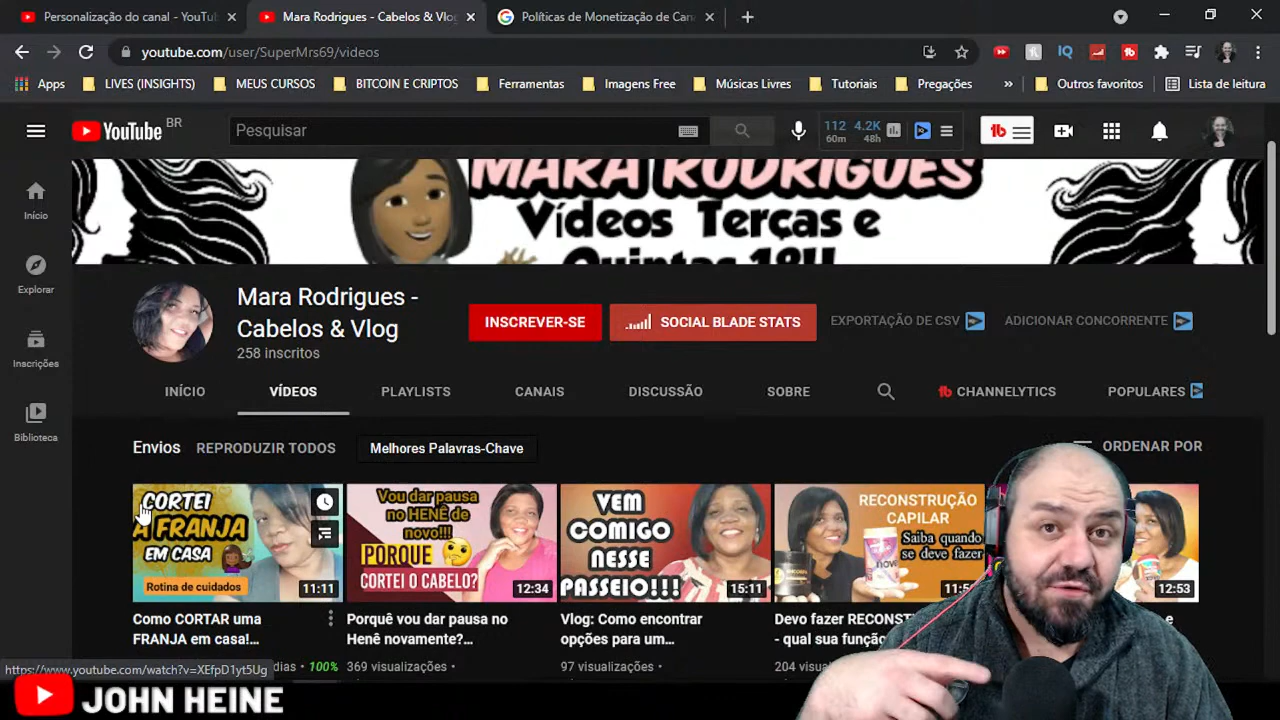 Personalização do canal - YouTu
Mara Rodrigues - Cabelos & Vlog
Políticas de Monetização de Can
youtube.com/user/SuperMrs69/videos
Apps
LIVES (INSIGHTS)
MEUS CURSOS
BITCOIN E CRIPTOS
Ferramentas
Imagens Free
Músicas Livres
Tutoriais
Pregações
»
Outros favoritos
Lista de leitura
YouTube BR
Pesquisar
112 4.2K
60m 48h
MARA RODRIGUES
Vídeos Terças e
Quintas 18H
Início
Explorar
Inscrições
Biblioteca
Mara Rodrigues -
Cabelos & Vlog
258 inscritos
INSCREVER-SE
SOCIAL BLADE STATS
EXPORTAÇÃO DE CSV
ADICIONAR CONCORRENTE
INÍCIO
VÍDEOS
PLAYLISTS
CANAIS
DISCUSSÃO
SOBRE
CHANNELYTICS
POPULARES
Envios
REPRODUZIR TODOS
Melhores Palavras-Chave
ORDENAR POR
CORTEI
A FRANJA
EM CASA
Rotina de cuidados
11:11
Vou dar pausa
no HENÊ de
novo!!!
PORQUE
CORTEI O CABELO?
12:34
VEM
COMIGO
NESSE
PASSEIO!!!
15:11
RECONSTRUÇÃO
CAPILAR
Saiba quando
se deve fazer
12:53
Como CORTAR uma
FRANJA em casa!...
Porquê vou dar pausa no
Henê novamente?...
369 visualizações •
Vlog: Como encontrar
opções para um...
97 visualizações •
Devo fazer RECONST
- qual sua função
204 visualizaç
dias • 100%
https://www.youtube.com/watch?v=XEfpD1yt5Ug
JOHN HEINE